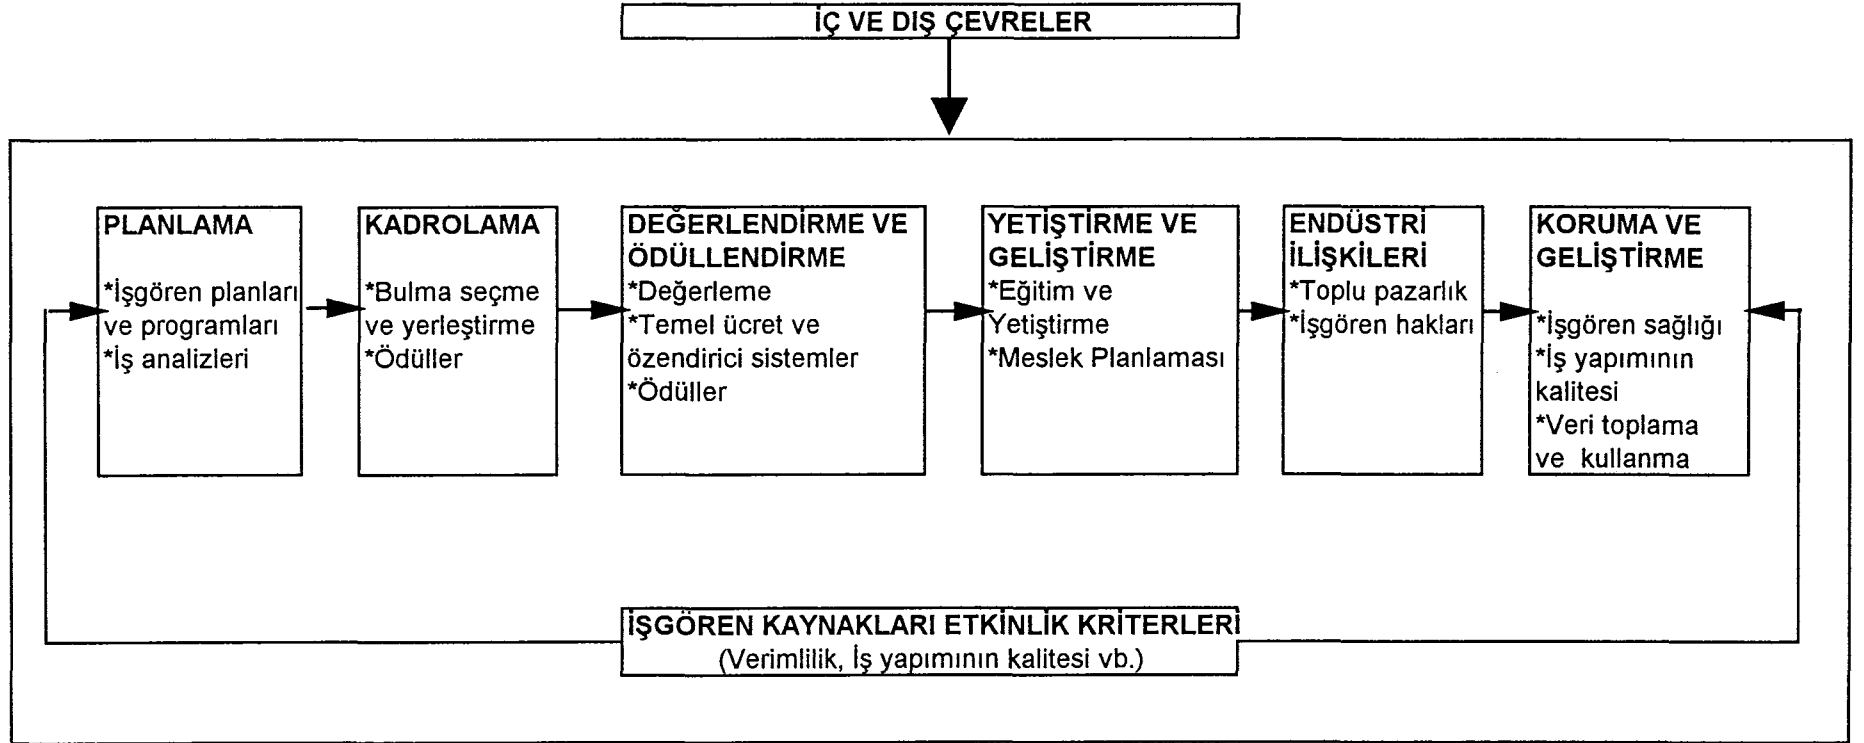 İÇ VE DIŞ ÇEVRELER
PLANLAMA
*İşgören planları
ve programları
*İş analizleri
KADROLAMA
*Bulma seçme
ve yerleştirme
*Ödüller
DEĞERLENDİRME VE
ÖDÜLLENDİRME
*Değerleme
*Temel ücret ve
özendirici sistemler
*Ödüller
YETİŞTİRME VE
GELİŞTİRME
*Eğitim ve
Yetiştirme
*Meslek Planlaması
ENDÜSTRİ
İLİŞKİLERİ
*Toplu pazarlık
*İşgören hakları
KORUMA VE
GELİŞTİRME
*İşgören sağlığı
*İş yapımının
kalitesi
*Veri toplama
ve kullanma
İŞGÖREN KAYNAKLARI ETKİNLİK KRİTERLERİ
(Verimlilik, İş yapımının kalitesi vb.)